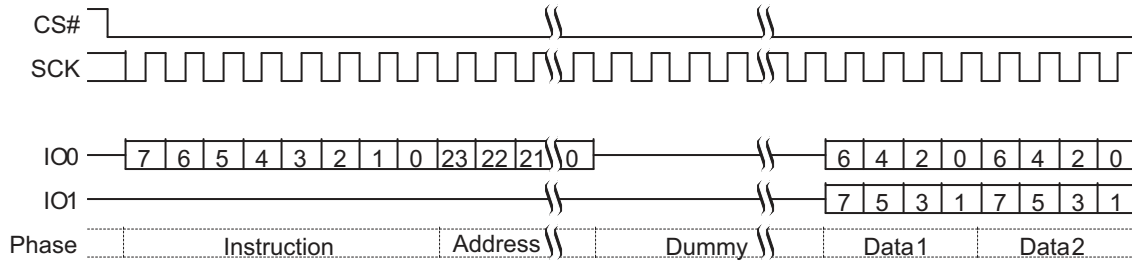 CS#
SCK
IO0 7 6 5 4 3 2 1 0 23 22 21 0 6 4 2 0 6 4 2 0
IO1 7 5 3 1 7 5 3 1
Phase Instruction Address Dummy Data1 Data2